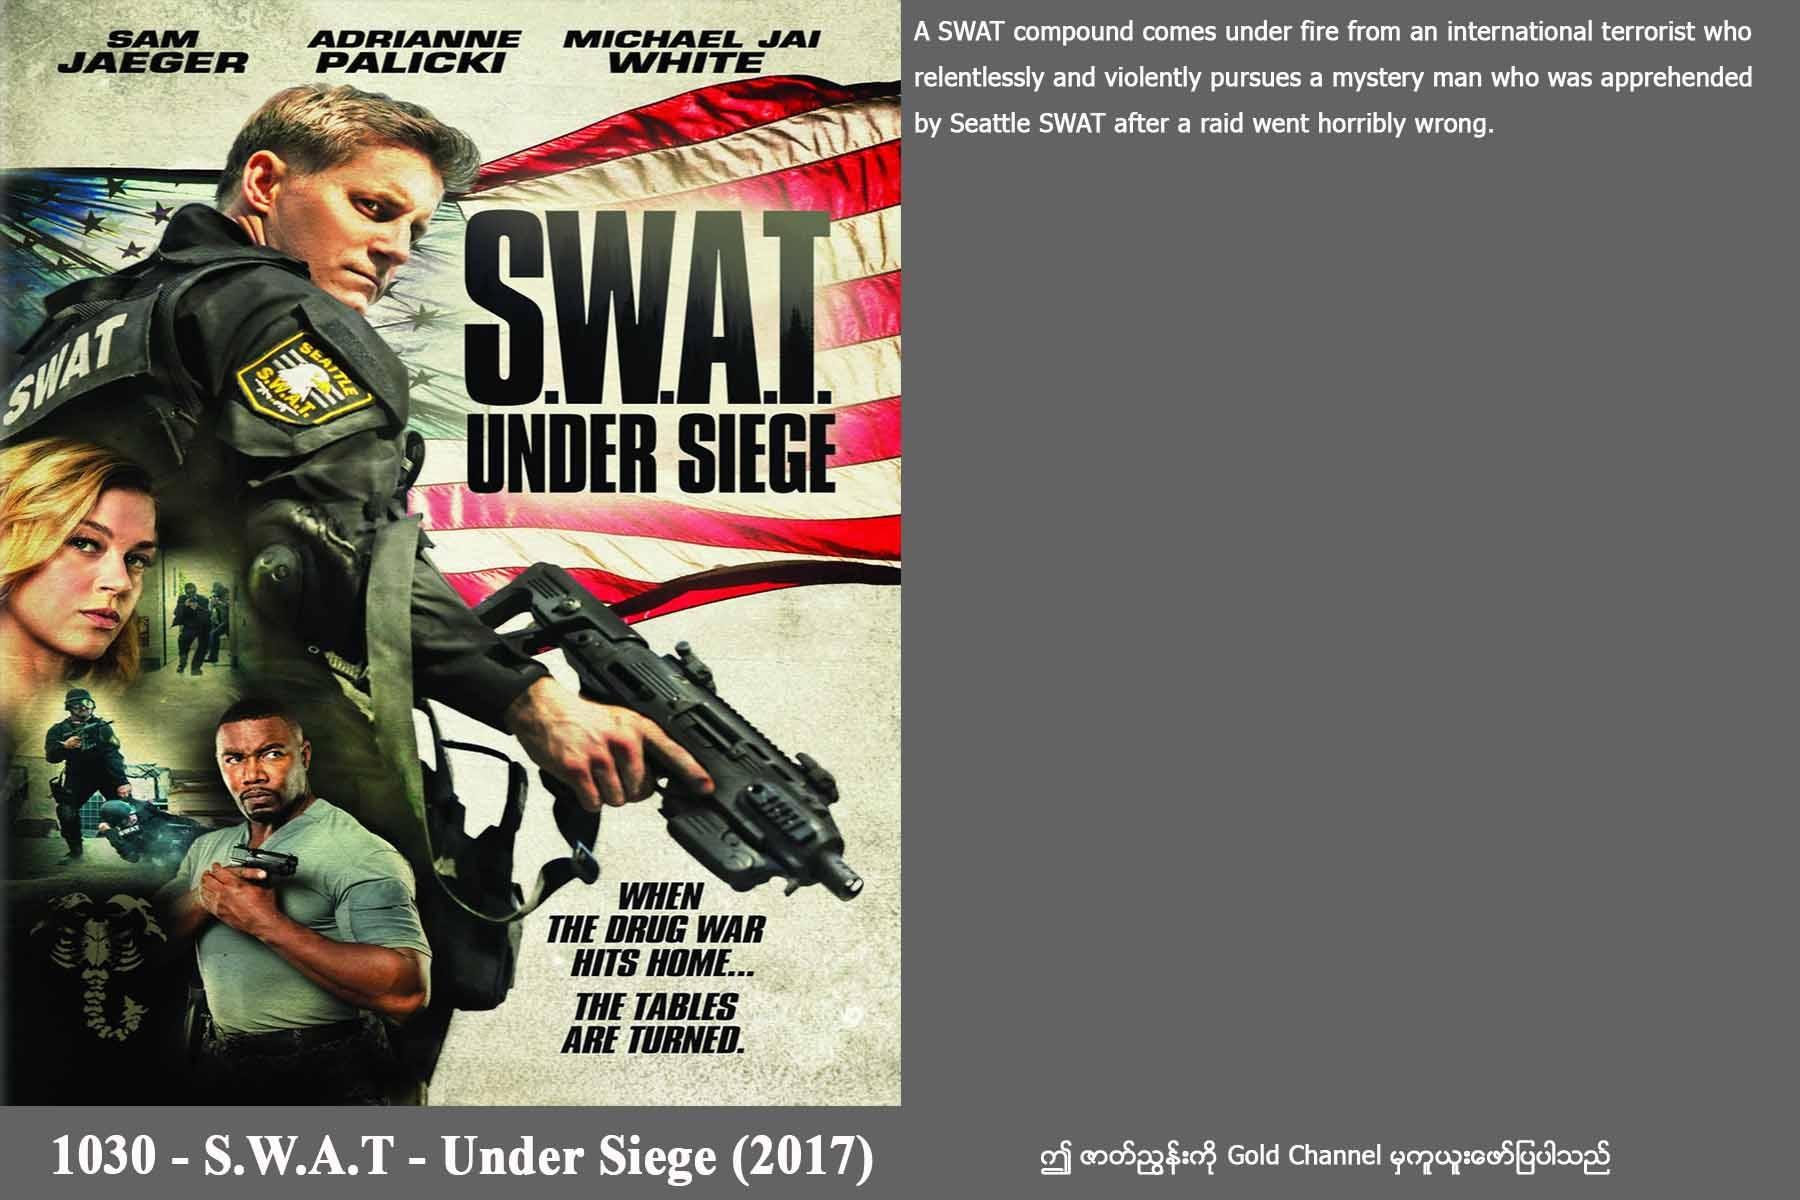 SAM
JAEGER
ADRIANNE
PALICKI
MICHAEL JAI
WHITE
S.W.A.T.
UNDER SIEGE
SWAT
SEATTLE
S.W.A.T.
WHEN
THE DRUG WAR
HITS HOME...
THE TABLES
ARE TURNED.
1030 - S.W.A.T - Under Siege (2017)
A SWAT compound comes under fire from an international terrorist who
relentlessly and violently pursues a mystery man who was apprehended
by Seattle SWAT after a raid went horribly wrong.
ဤ ဇာတ်ညွှန်းကို Gold Channel မှကူယူးဖော်ပြပါသည်